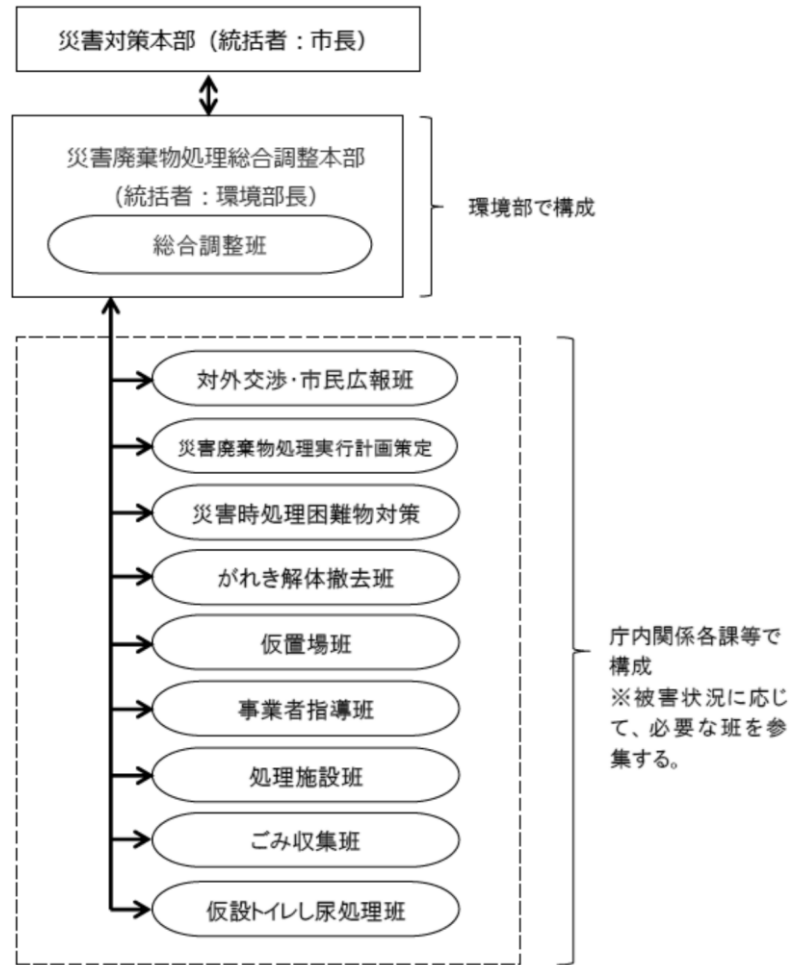 災害対策本部（統括者：市長）
災害廃棄物処理総合調整本部
（統括者：環境部長）
総合調整班
環境部で構成
対外交渉・市民広報班
災害廃棄物処理実行計画策定
災害時処理困難物対策
がれき解体撤去班
仮置場班
事業者指導班
処理施設班
ごみ収集班
仮設トイレし尿処理班
庁内関係各課等で
構成
※被害状況に応じ
て、必要な班を参
集する。